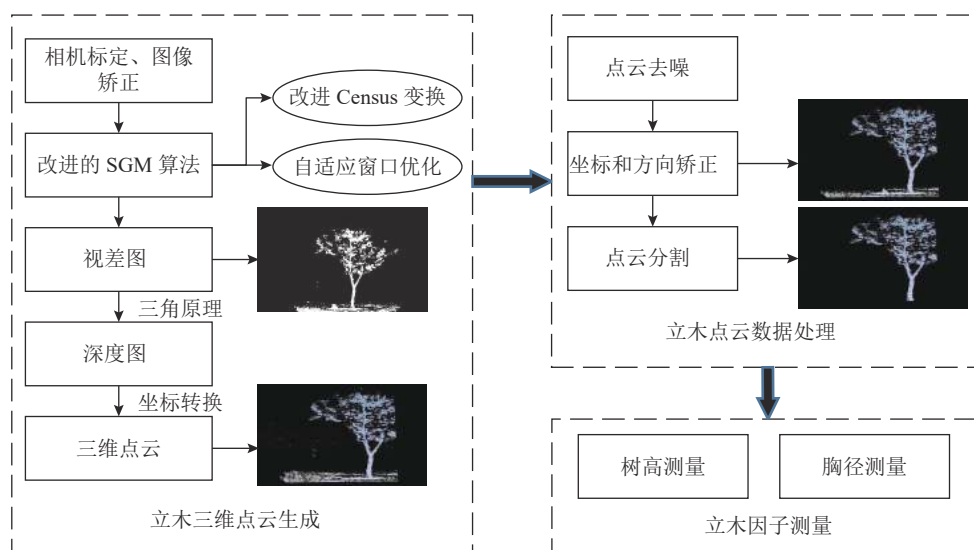 相机标定、图像
矫正
改进的 SGM 算法
改进 Census 变换
自适应窗口优化
视差图
三角原理
深度图
坐标转换
三维点云
立木三维点云生成
点云去噪
坐标和方向矫正
点云分割
立木点云数据处理
树高测量
胸径测量
立木因子测量